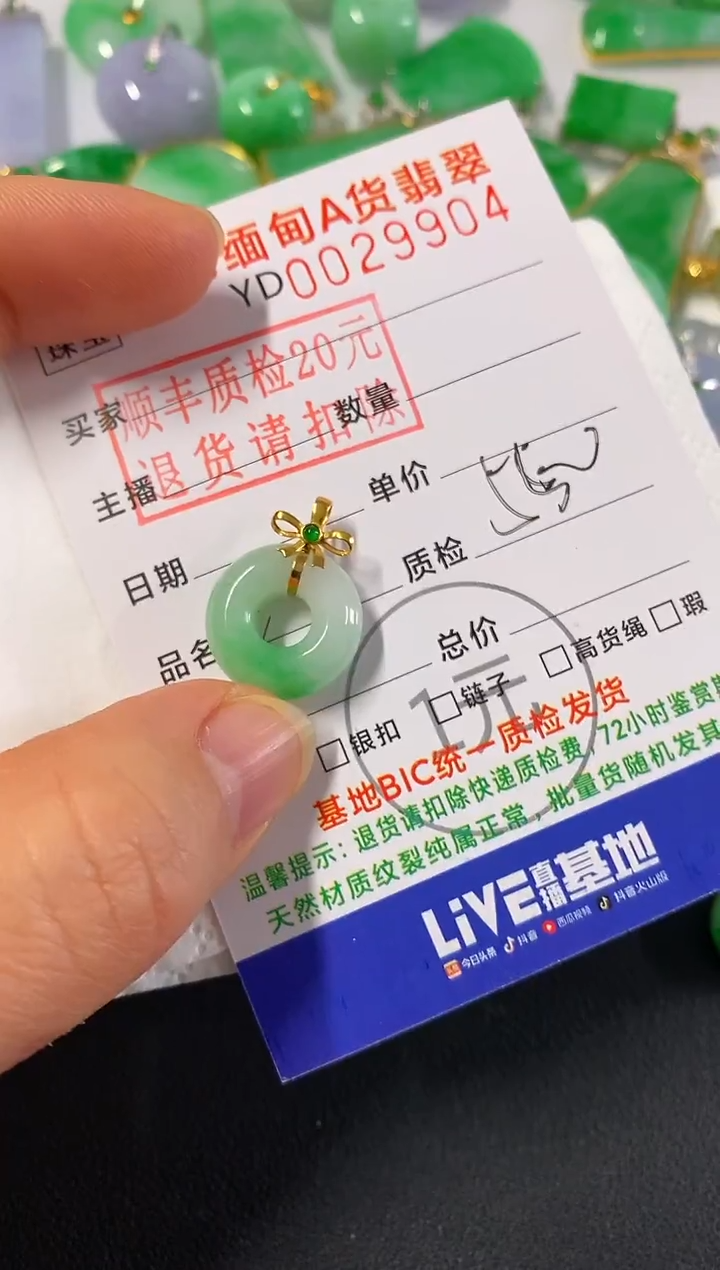 缅甸A货翡翠
YD0029904
珠宝
顺丰质检20元
退货请扣除
买家
数量
主播
单价
日期
质检
品名
总价
1元
□银扣 □链子 □高货绳 □瑕
基地BIC统一质检发货
温馨提示：退货请扣除快递质检费，72小时鉴赏
天然材质纹裂纯属正常，批量货随机发其
LiVE直播基地
今日头条 抖音 西瓜视频 抖音火山版